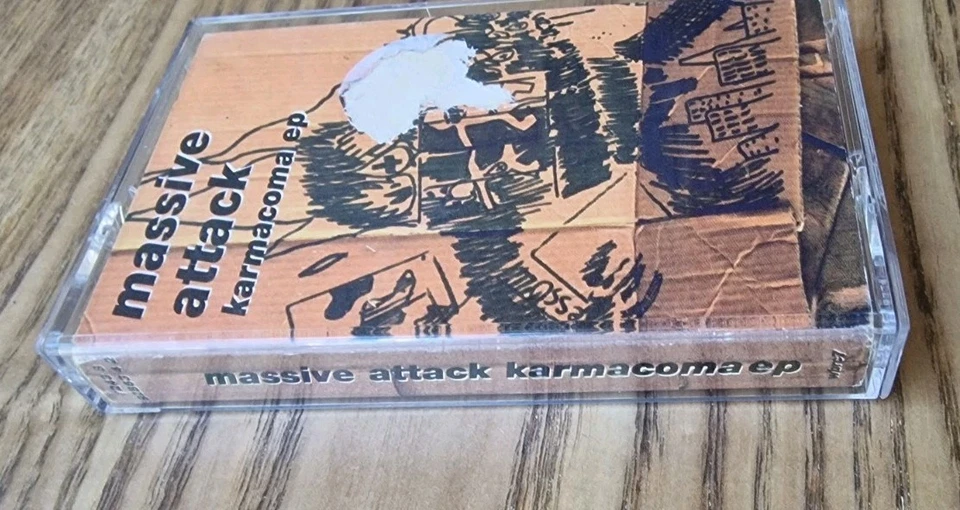 massive
attack
karmacoma ep
massive attack karmacoma ep